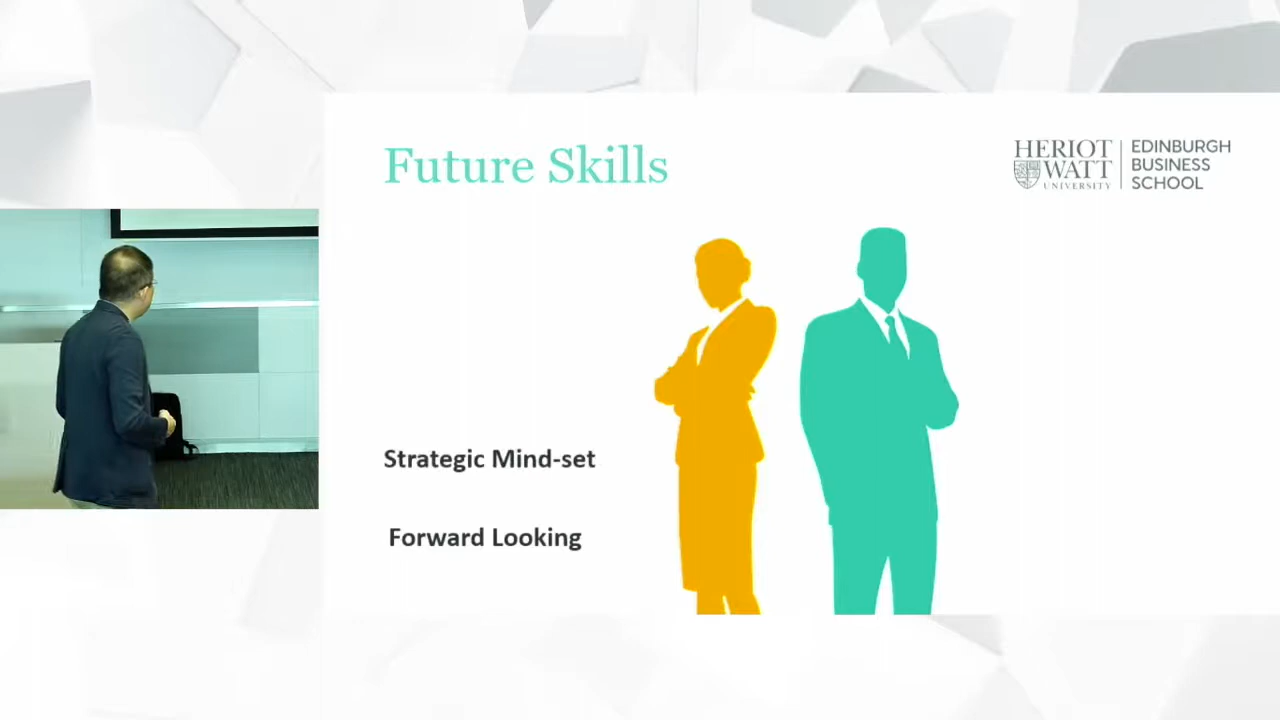 Future Skills
HERIOT
WATT
UNIVERSITY
EDINBURGH
BUSINESS
SCHOOL
Strategic Mind-set
Forward Looking